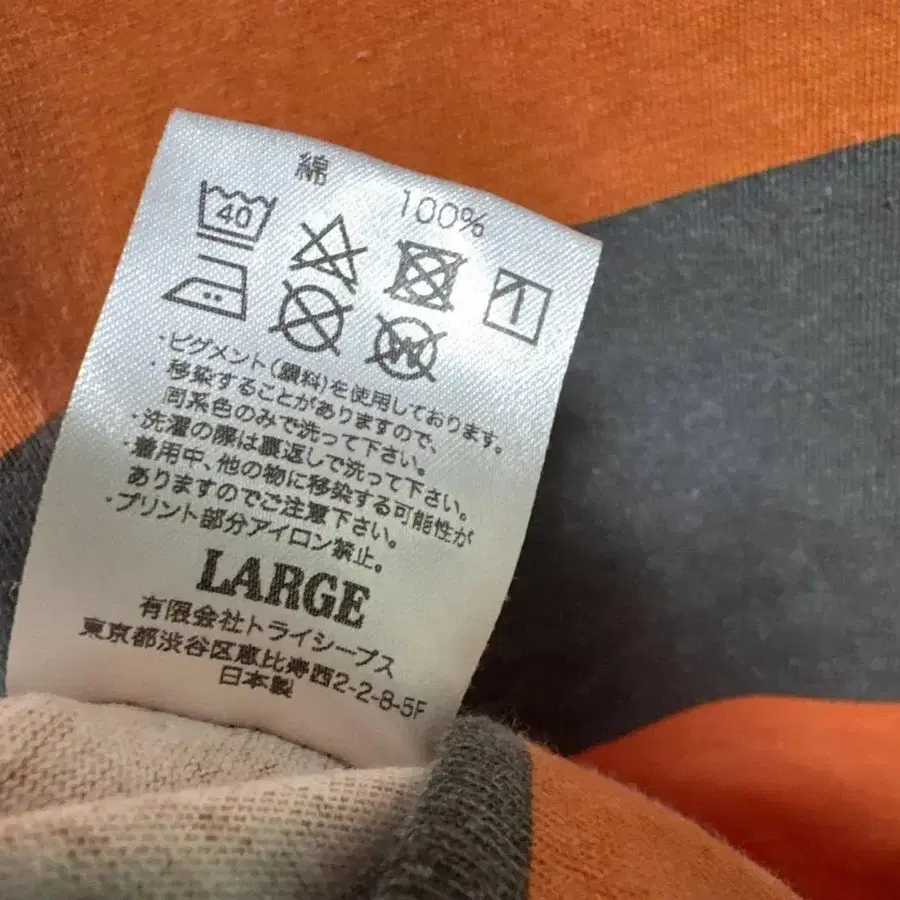 綿 100%
40
W
・ピグメント(顔料)を使用しております。
・移染することがありますので、
同系色のみで洗って下さい。
・洗濯の際は裏返しで洗って下さい。
着用中、他の物に移染する可能性が
ありますのでご注意下さい。
・プリント部分アイロン禁止。
LARGE
有限会社トライシープス
東京都渋谷区恵比寿西2-2-8-5F
日本製